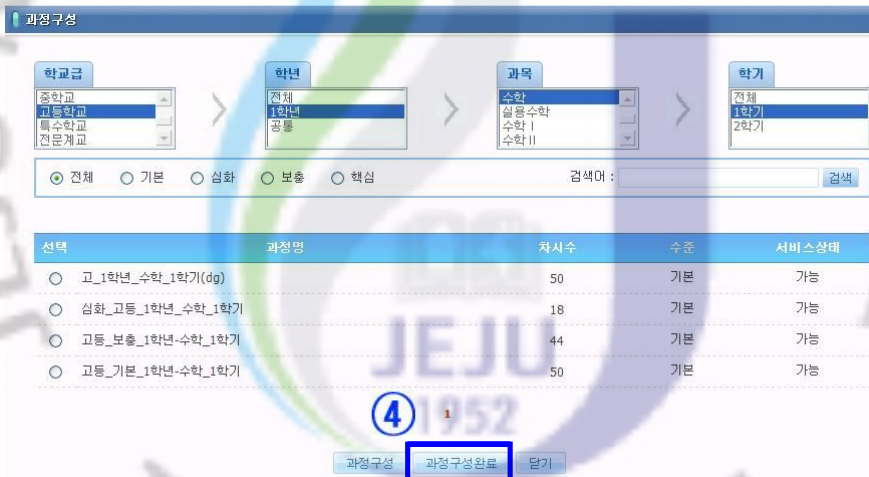 과정구성
학교급 학년 과목 학기
중학교
고등학교
특수학교
전문계교
전체
1학년
공통
수학
실용수학
수학Ⅰ
수학Ⅱ
전체
1학기
2학기
전체 기본 심화 보충 핵심 검색어 : 검색
선택 과정명 차시수 수준 서비스상태
고_1학년_수학_1학기(dg) 50 기본 가능
심화_고등_1학년_수학_1학기 18 기본 가능
고등_보충_1학년-수학_1학기 44 기본 가능
고등_기본_1학년-수학_1학기 50 기본 가능
JEJU
1952
④ 1
과정구성 과정구성완료 닫기